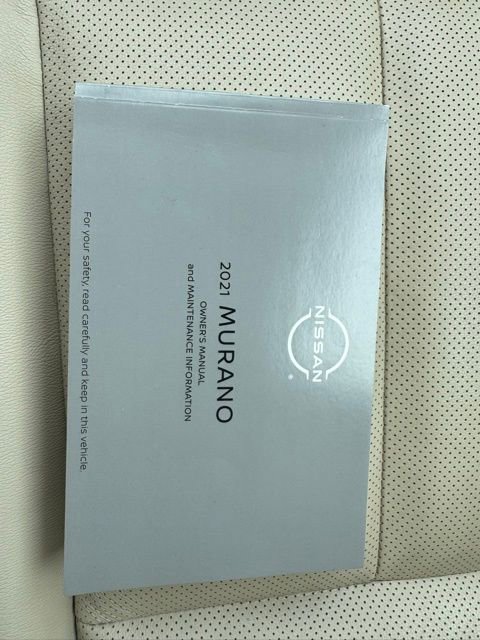 NISSAN
2021 MURANO
OWNER'S MANUAL
and MAINTENANCE INFORMATION
For your safety, read carefully and keep in this vehicle.